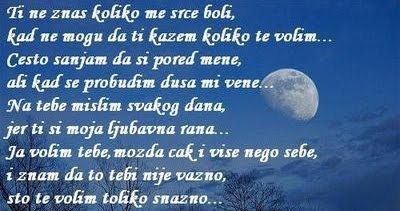 Ti ne znas koliko me srce boli,
kad ne mogu da ti kazem koliko te volim...
Cesto sanjam da si pored mene,
ali kad se probudim dusa mi vene...
Na tebe mislim svakog dana,
jer ti si moja ljubavna rana...
Ja volim tebe,mozda cak i vise nego sebe,
i znam da to tebi nije vazno,
sto te volim toliko snazno...